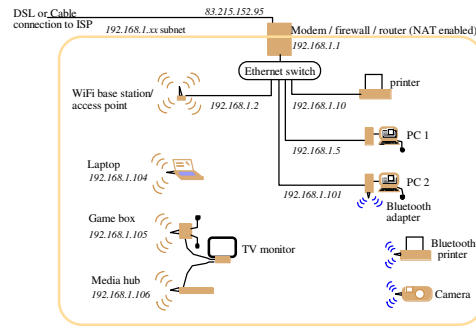 DSL or Cable
connection to ISP
83.215.152.95
192.168.1.xx subnet
Modem / firewall / router (NAT enabled)
192.168.1.1
Ethernet switch
WiFi base station/
access point
192.168.1.2
192.168.1.10
printer
192.168.1.5
PC 1
Laptop
192.168.1.104
192.168.1.101
PC 2
Bluetooth
adapter
Game box
192.168.1.105
TV monitor
Bluetooth
printer
Media hub
192.168.1.106
Camera